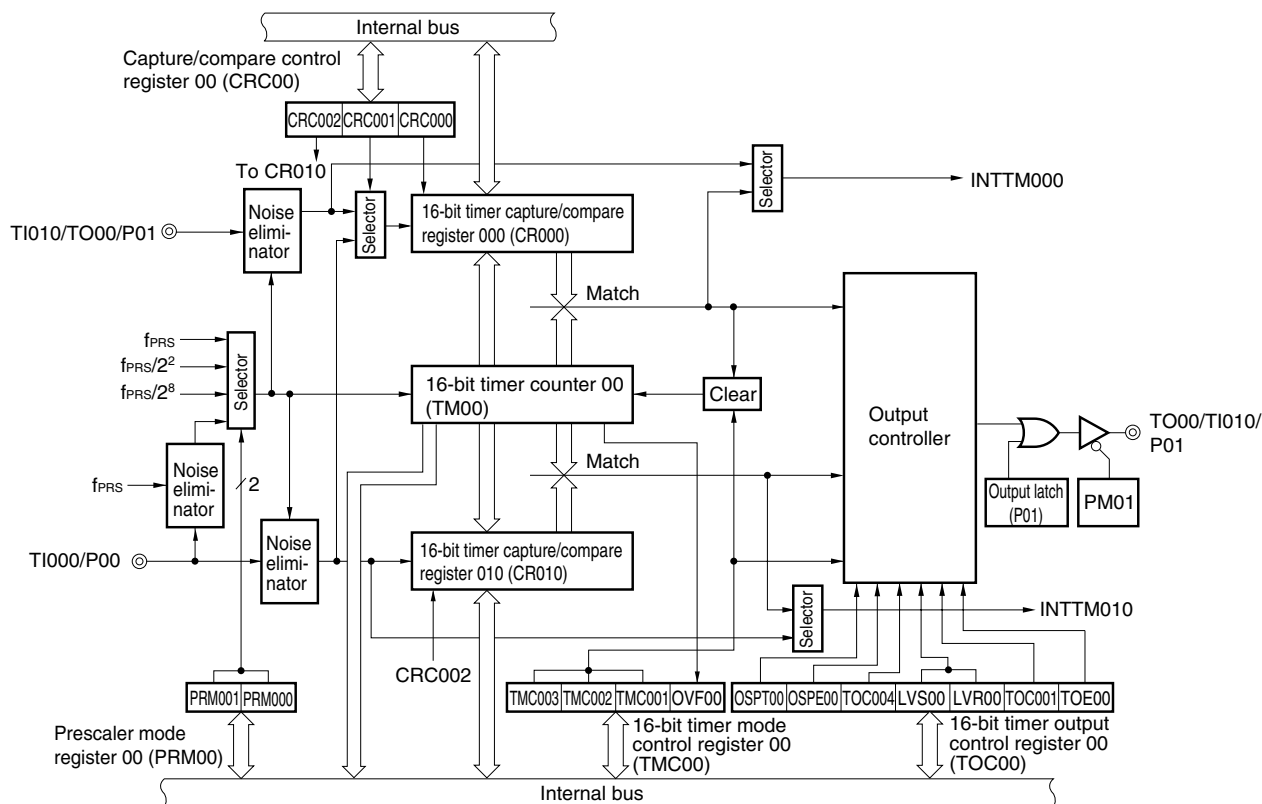 Internal bus
Capture/compare control
register 00 (CRC00)
CRC002 CRC001 CRC000
To CR010
TI010/TO00/P01
Noise
elimi-
nator
Selector
16-bit timer capture/compare
register 000 (CR000)
Selector
INTTM000
Match
fPRS
fPRS/2²
fPRS/2⁸
Selector
16-bit timer counter 00
(TM00)
Clear
Output
controller
TO00/TI010/
P01
Match
fPRS
Noise
elimi-
nator
2
Output latch
(P01)
PM01
TI000/P00
Noise
elimi-
nator
16-bit timer capture/compare
register 010 (CR010)
Selector
INTTM010
CRC002
PRM001 PRM000
TMC003 TMC002 TMC001 OVF00
OSPT00 OSPE00 TOC004 LVS00 LVR00 TOC001 TOE00
Prescaler mode
register 00 (PRM00)
16-bit timer mode
control register 00
(TMC00)
16-bit timer output
control register 00
(TOC00)
Internal bus